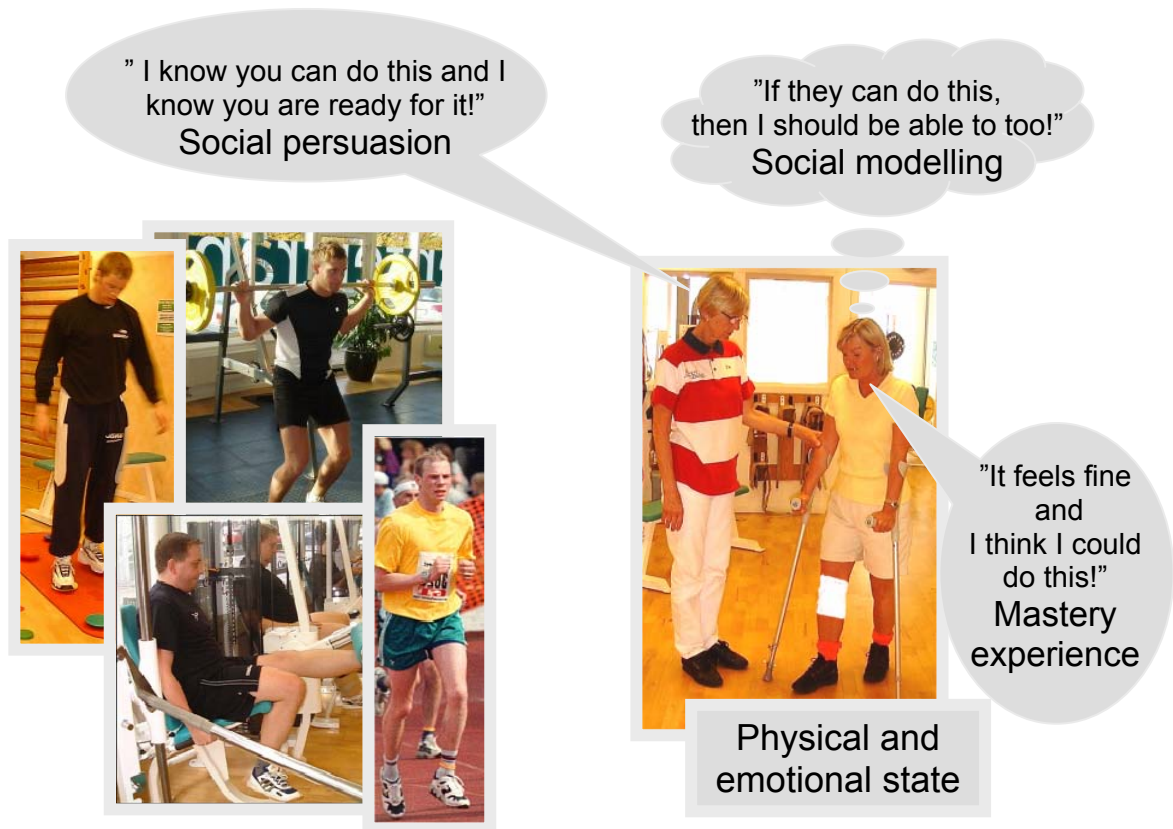 ” I know you can do this and I
know you are ready for it!”
Social persuasion
”If they can do this,
then I should be able to too!”
Social modelling
”It feels fine
and
I think I could
do this!”
Mastery
experience
Physical and
emotional state